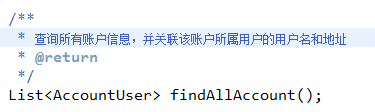 /**
* 查询所有账户信息，并关联该账户所属用户的用户名和地址
* @return
*/
List<AccountUser> findAllAccount();